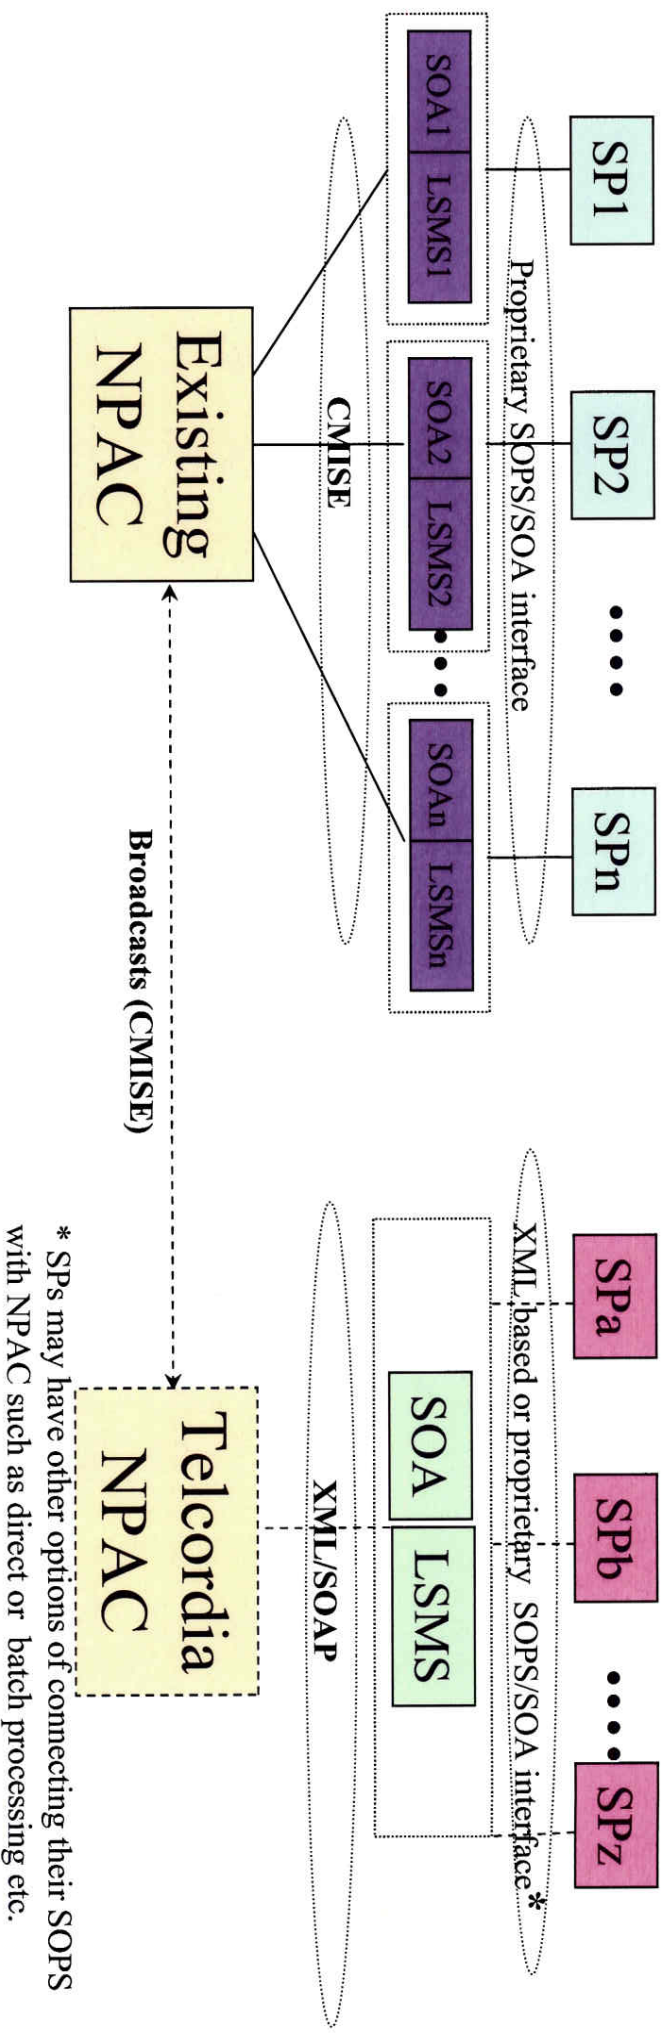 SP1
SP2
••••
SPn
SPa
SPb
••••
SPz
Proprietary SOPS/SOA interface
XML based or proprietary SOPS/SOA interface*
SOA1 LSMS1
SOA2 LSMS2
•••
SOAn LSMSn
SOA LSMS
CMISE
XML/SOAP
Existing
NPAC
Broadcasts (CMISE)
Telcordia
NPAC
* SPs may have other options of connecting their SOPS
with NPAC such as direct or batch processing etc.